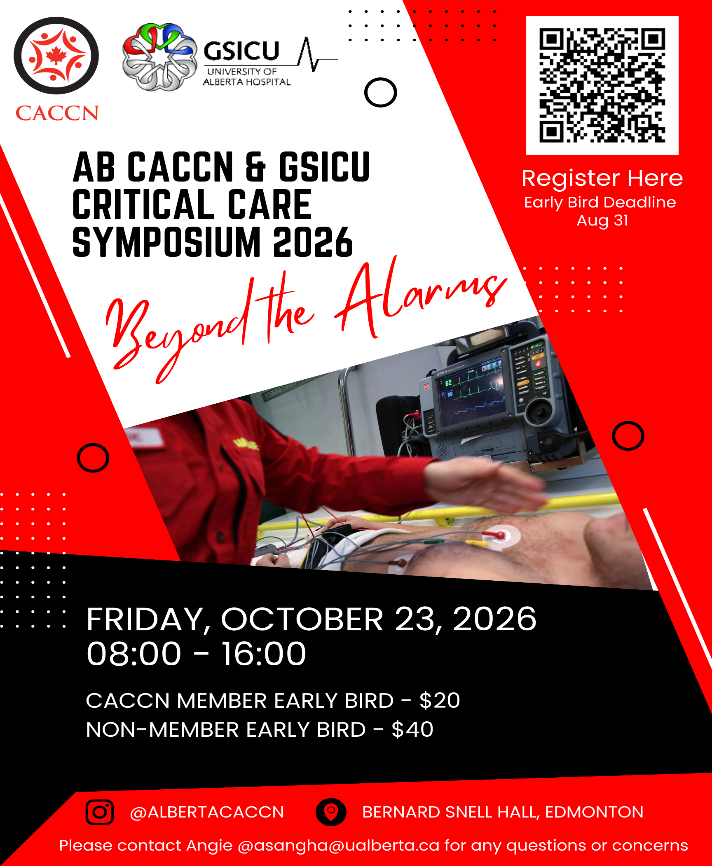 CACCN
GSICU
UNIVERSITY OF
ALBERTA HOSPITAL
Register Here
Early Bird Deadline
Aug 31
AB CACCN & GSICU
CRITICAL CARE
SYMPOSIUM 2026
Beyond the Alarms
FRIDAY, OCTOBER 23, 2026
08:00 - 16:00
CACCN MEMBER EARLY BIRD - $20
NON-MEMBER EARLY BIRD - $40
@ALBERTACACCN
BERNARD SNELL HALL, EDMONTON
Please contact Angie @asangha@ualberta.ca for any questions or concerns